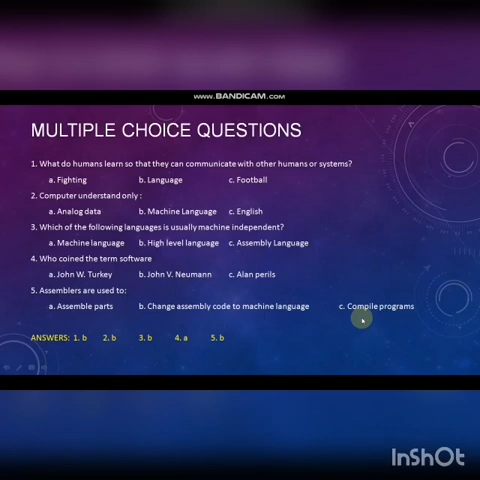 www.BANDICAM.com
MULTIPLE CHOICE QUESTIONS
1. What do humans learn so that they can communicate with other humans or systems?
a. Fighting b. Language c. Football
2. Computer understand only :
a. Analog data b. Machine Language c. English
3. Which of the following languages is usually machine independent?
a. Machine language b. High level language c. Assembly Language
4. Who coined the term software
a. John W. Turkey b. John V. Neumann c. Alan perils
5. Assemblers are used to:
a. Assemble parts b. Change assembly code to machine language c. Compile programs
ANSWERS: 1. b 2. b 3. b 4. a 5. b
InShOt